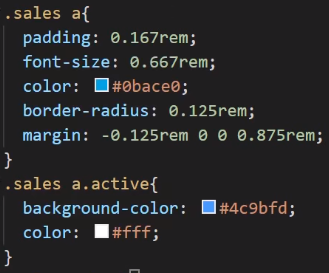 .sales a{
padding: 0.167rem;
font-size: 0.667rem;
color: #0bace0;
border-radius: 0.125rem;
margin: -0.125rem 0 0 0.875rem;
}
.sales a.active{
background-color: #4c9bfd;
color: #fff;
}